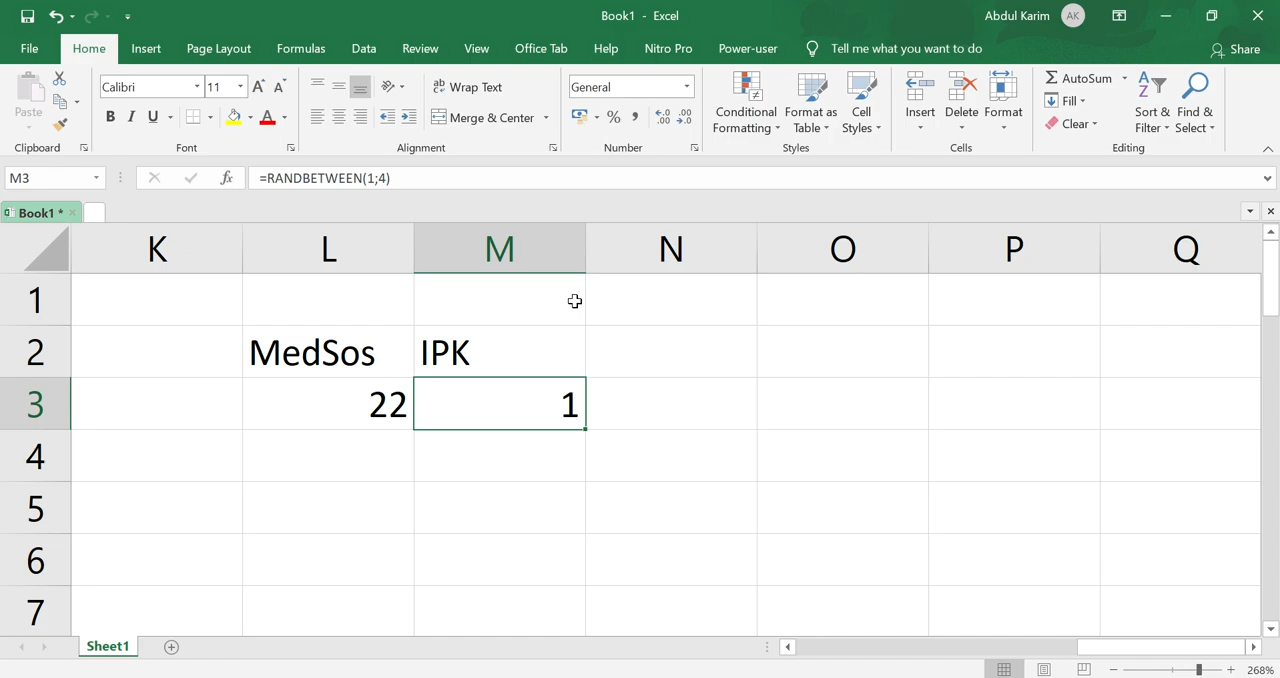 Book1 - Excel
Abdul Karim
AK
File Home Insert Page Layout Formulas Data Review View Office Tab Help Nitro Pro Power-user Tell me what you want to do Share
Paste
Clipboard
Calibri 11
B I U
Font
Wrap Text
Merge & Center
Alignment
General
Number
Conditional Formatting
Format as Table
Cell Styles
Styles
Insert
Delete
Format
Cells
AutoSum
Fill
Clear
Sort & Filter
Find & Select
Editing
M3 fx =RANDBETWEEN(1;4)
Book1 *
K L M N O P Q
1
2 MedSos IPK
3 22 1
4
5
6
7
Sheet1
268%